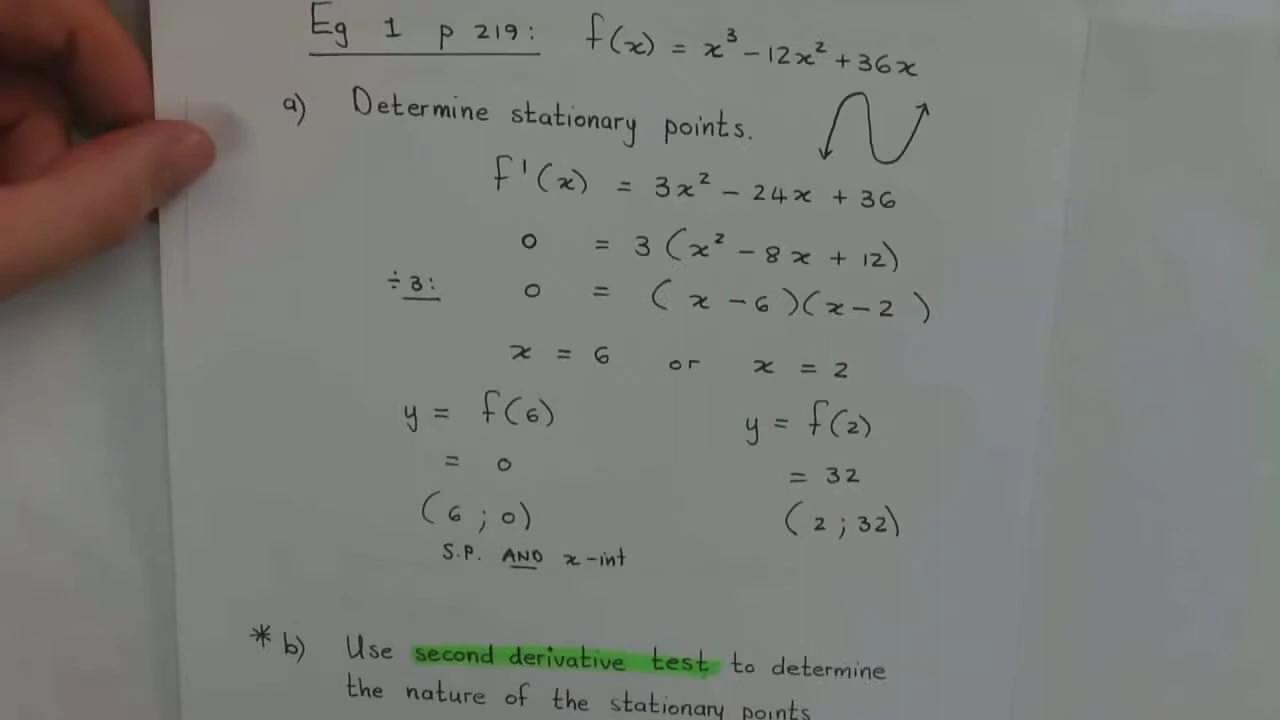 Eg 1 p 219: f(x) = x³ - 12x² + 36x
a) Determine stationary points.
f'(x) = 3x² - 24x + 36
0 = 3(x² - 8x + 12)
÷3: 0 = (x - 6)(x - 2)
x = 6 or x = 2
y = f(6) y = f(2)
= 0 = 32
(6 ; 0) (2 ; 32)
S.P. AND x-int
* b) Use second derivative test to determine
the nature of the stationary points